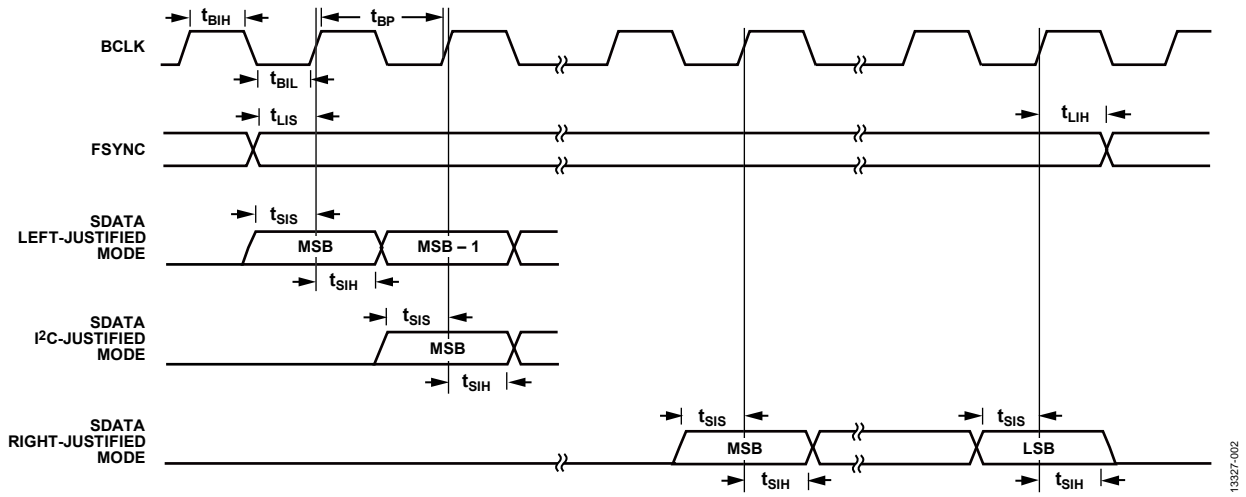 tBIH
tBP
BCLK
tBIL
tLIS
tLIH
FSYNC
SDATA
LEFT-JUSTIFIED
MODE
tSIS
MSB
MSB – 1
tSIH
SDATA
I²C-JUSTIFIED
MODE
tSIS
MSB
tSIH
SDATA
RIGHT-JUSTIFIED
MODE
tSIS
tSIS
MSB
LSB
tSIH
tSIH
13327-002